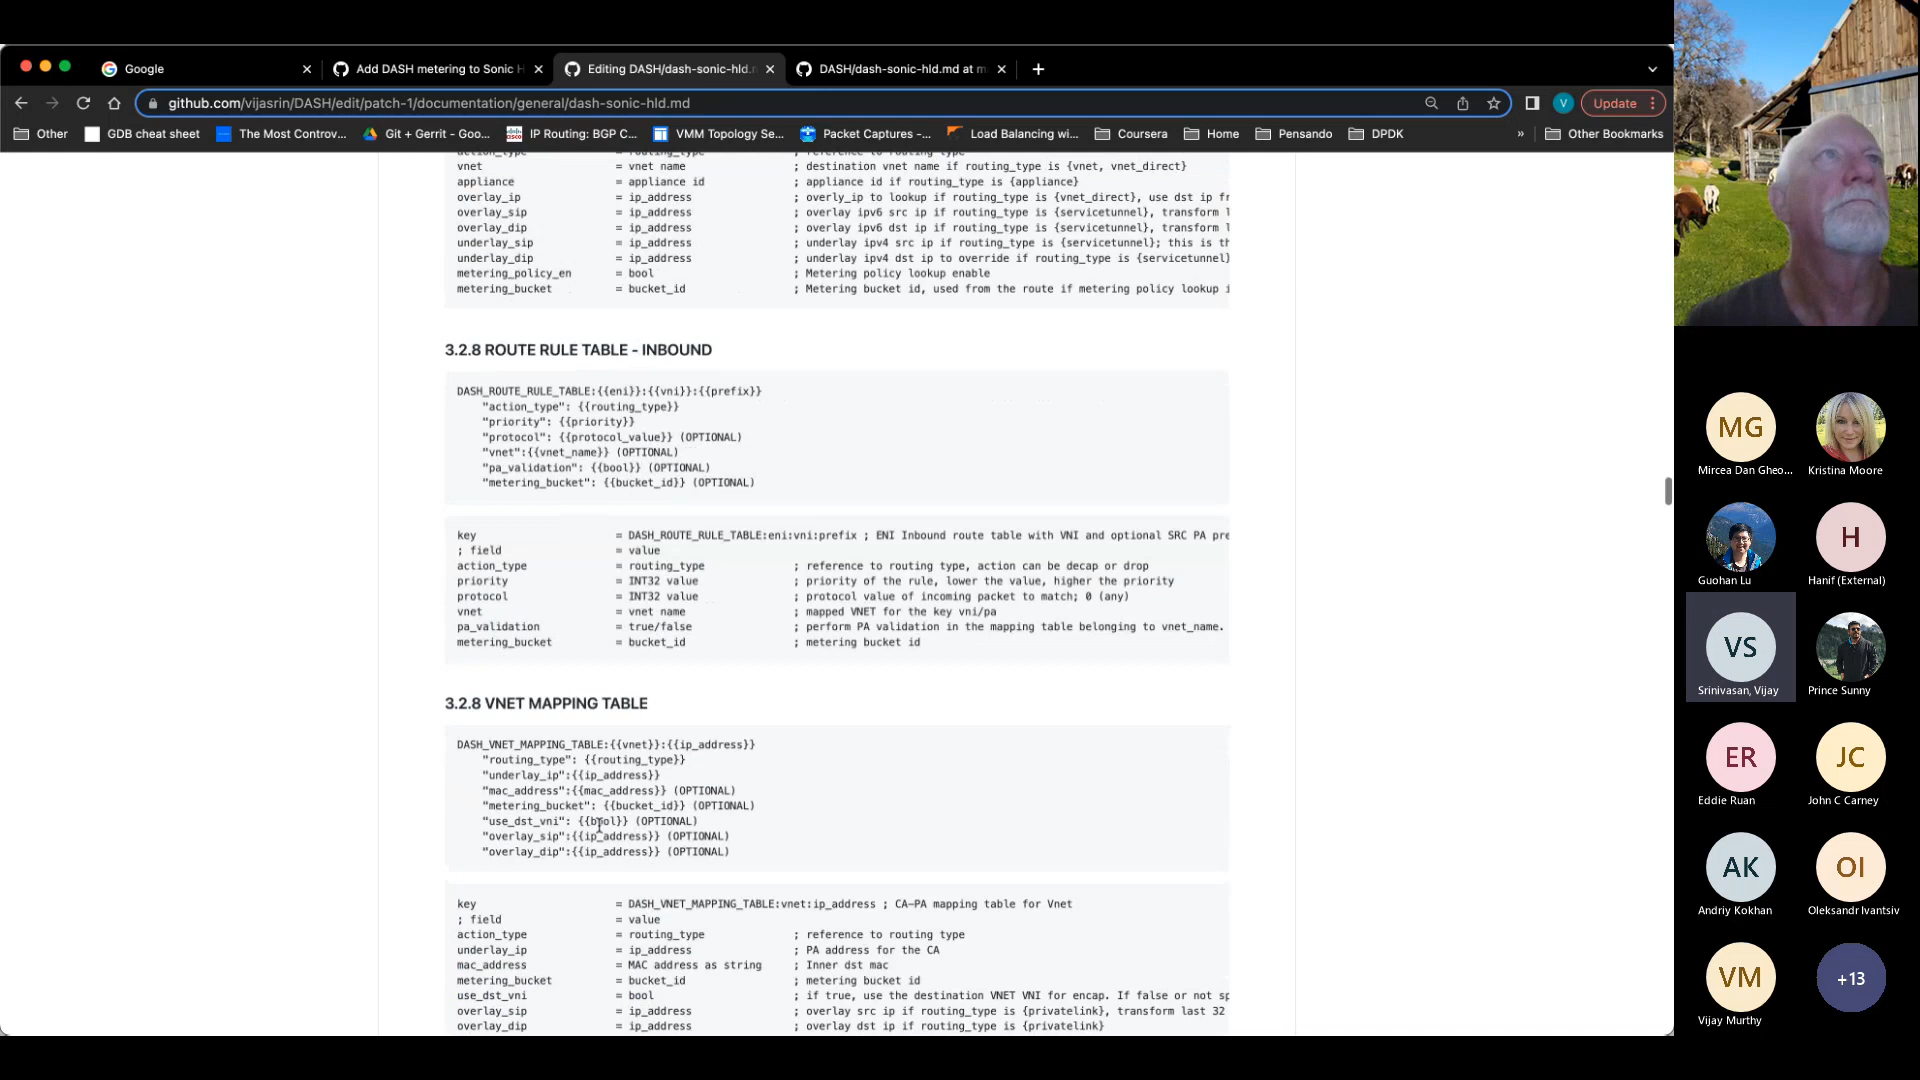 Google
Add DASH metering to Sonic H
Editing DASH/dash-sonic-hld.m
DASH/dash-sonic-hld.md at m
github.com/vijasrin/DASH/edit/patch-1/documentation/general/dash-sonic-hld.md
Update
Other
GDB cheat sheet
The Most Controv...
Git + Gerrit - Goo...
IP Routing: BGP C...
VMM Topology Se...
Packet Captures -...
Load Balancing wi...
Coursera
Home
Pensando
DPDK
»
Other Bookmarks
action_type = routing_type ; reference to routing type
vnet = vnet name ; destination vnet name if routing_type is {vnet, vnet_direct}
appliance = appliance id ; appliance id if routing_type is {appliance}
overlay_ip = ip_address ; overly_ip to lookup if routing_type is {vnet_direct}, use dst ip fr
overlay_sip = ip_address ; overlay ipv6 src ip if routing_type is {servicetunnel}, transform l
overlay_dip = ip_address ; overlay ipv6 dst ip if routing_type is {servicetunnel}, transform l
underlay_sip = ip_address ; underlay ipv4 src ip if routing_type is {servicetunnel}; this is th
underlay_dip = ip_address ; underlay ipv4 dst ip to override if routing_type is {servicetunnel}
metering_policy_en = bool ; Metering policy lookup enable
metering_bucket = bucket_id ; Metering bucket id, used from the route if metering policy lookup i
3.2.8 ROUTE RULE TABLE - INBOUND
DASH_ROUTE_RULE_TABLE:{{eni}}:{{vni}}:{{prefix}}
"action_type": {{routing_type}}
"priority": {{priority}}
"protocol": {{protocol_value}} (OPTIONAL)
"vnet":{{vnet_name}} (OPTIONAL)
"pa_validation": {{bool}} (OPTIONAL)
"metering_bucket": {{bucket_id}} (OPTIONAL)
key = DASH_ROUTE_RULE_TABLE:eni:vni:prefix ; ENI Inbound route table with VNI and optional SRC PA pre
; field = value
action_type = routing_type ; reference to routing type, action can be decap or drop
priority = INT32 value ; priority of the rule, lower the value, higher the priority
protocol = INT32 value ; protocol value of incoming packet to match; 0 (any)
vnet = vnet name ; mapped VNET for the key vni/pa
pa_validation = true/false ; perform PA validation in the mapping table belonging to vnet_name.
metering_bucket = bucket_id ; metering bucket id
3.2.8 VNET MAPPING TABLE
DASH_VNET_MAPPING_TABLE:{{vnet}}:{{ip_address}}
"routing_type": {{routing_type}}
"underlay_ip":{{ip_address}}
"mac_address":{{mac_address}} (OPTIONAL)
"metering_bucket": {{bucket_id}} (OPTIONAL)
"use_dst_vni": {{bool}} (OPTIONAL)
"overlay_sip":{{ip_address}} (OPTIONAL)
"overlay_dip":{{ip_address}} (OPTIONAL)
key = DASH_VNET_MAPPING_TABLE:vnet:ip_address ; CA-PA mapping table for Vnet
; field = value
action_type = routing_type ; reference to routing type
underlay_ip = ip_address ; PA address for the CA
mac_address = MAC address as string ; Inner dst mac
metering_bucket = bucket_id ; metering bucket id
use_dst_vni = bool ; if true, use the destination VNET VNI for encap. If false or not sp
overlay_sip = ip_address ; overlay src ip if routing_type is {privatelink}, transform last 32
overlay_dip = ip_address ; overlay dst ip if routing_type is {privatelink}
V
MG
Mircea Dan Gheo...
Kristina Moore
Guohan Lu
H
Hanif (External)
VS
Srinivasan, Vijay
Prince Sunny
ER
Eddie Ruan
JC
John C Carney
AK
Andriy Kokhan
OI
Oleksandr Ivantsiv
VM
Vijay Murthy
+13